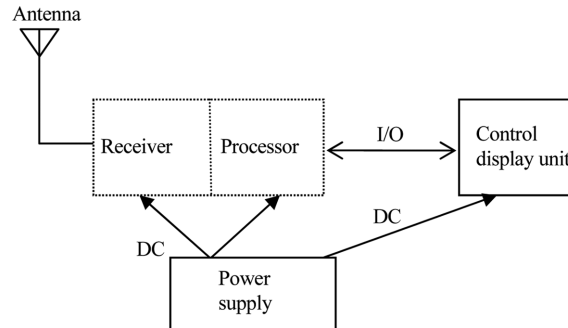 Antenna
Receiver
Processor
I/O
Control
display unit
DC
DC
Power
supply